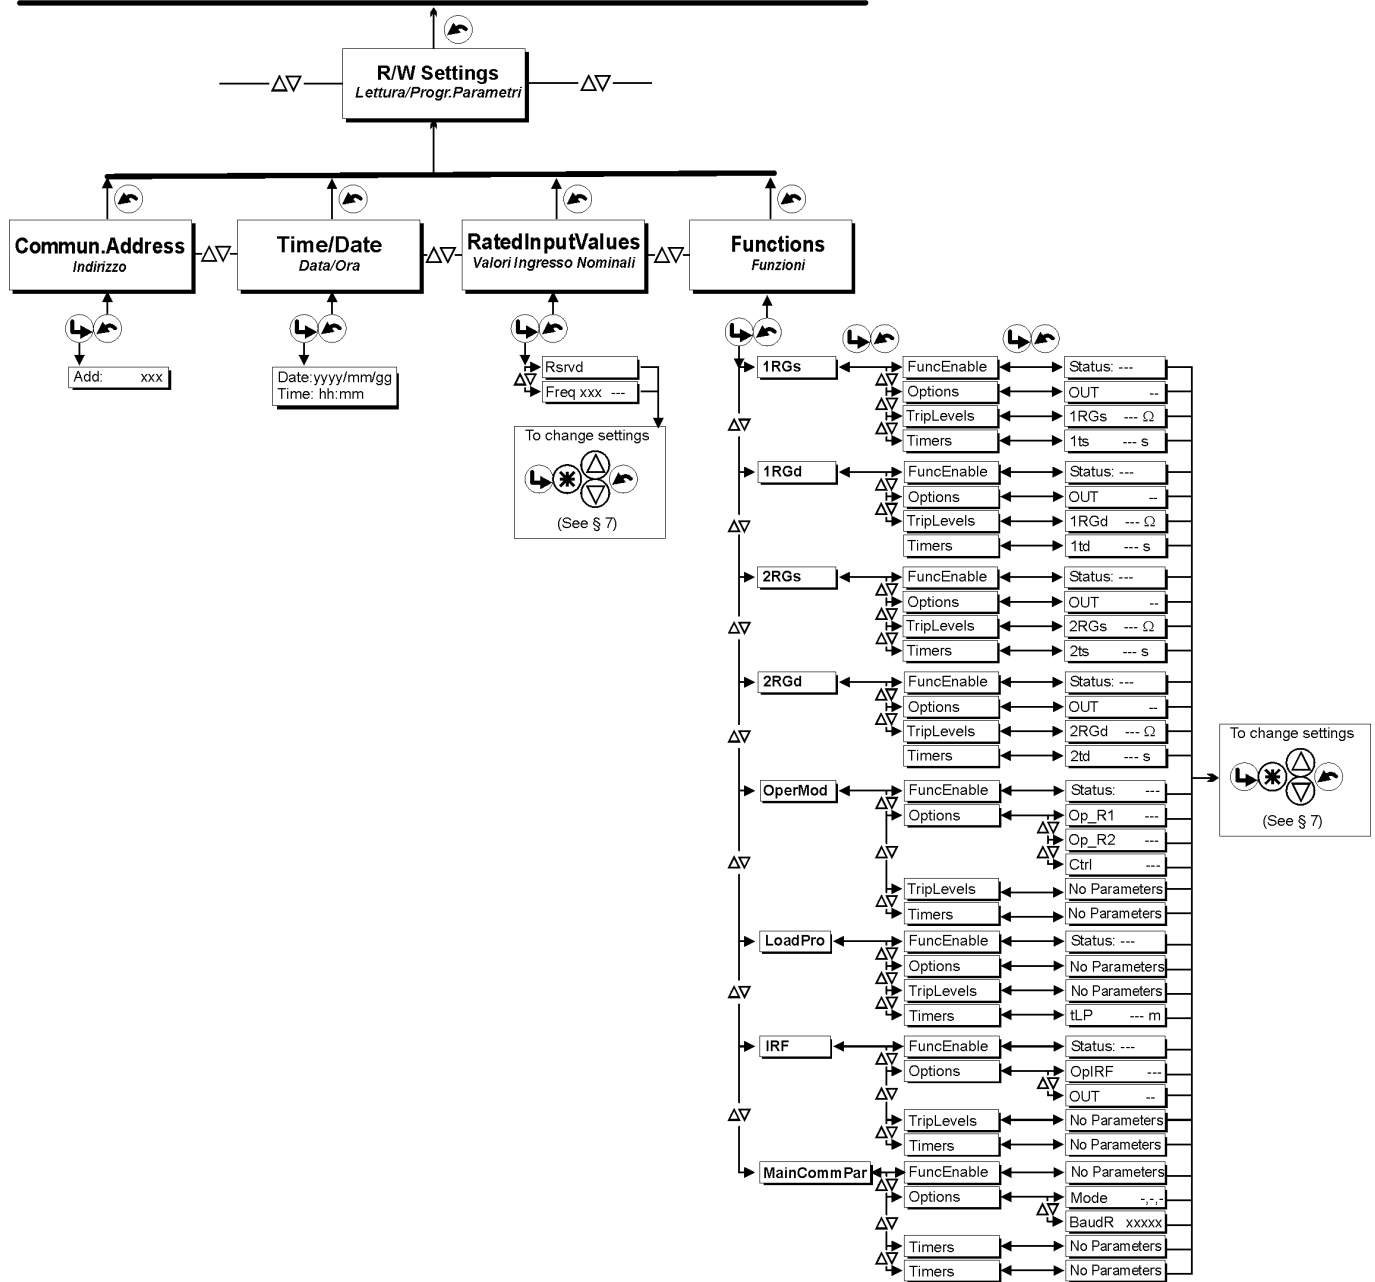 R/W Settings
Lettura/Progr.Parametri
Commun.Address
Indirizzo
Time/Date
Data/Ora
RatedInputValues
Valori Ingresso Nominali
Functions
Funzioni
Add: xxx
Date:yyyy/mm/gg
Time: hh:mm
Rsrvd
Freq xxx ---
To change settings
(See § 7)
1RGs
FuncEnable
Status: ---
Options
OUT --
TripLevels
1RGs --- Ω
Timers
1ts --- s
1RGd
FuncEnable
Status: ---
Options
OUT --
TripLevels
1RGd --- Ω
Timers
1td --- s
2RGs
FuncEnable
Status: ---
Options
OUT --
TripLevels
2RGs --- Ω
Timers
2ts --- s
2RGd
FuncEnable
Status: ---
Options
OUT --
TripLevels
2RGd --- Ω
Timers
2td --- s
To change settings
(See § 7)
OperMod
FuncEnable
Status: ---
Options
Op_R1 ---
Op_R2 ---
Ctrl ---
TripLevels
No Parameters
Timers
No Parameters
LoadPro
FuncEnable
Status: ---
Options
No Parameters
TripLevels
No Parameters
Timers
tLP --- m
IRF
FuncEnable
Status: ---
Options
OpIRF ---
OUT --
TripLevels
No Parameters
Timers
No Parameters
MainCommPar
FuncEnable
No Parameters
Options
Mode -,-,-
BaudR xxxxx
Timers
No Parameters
Timers
No Parameters